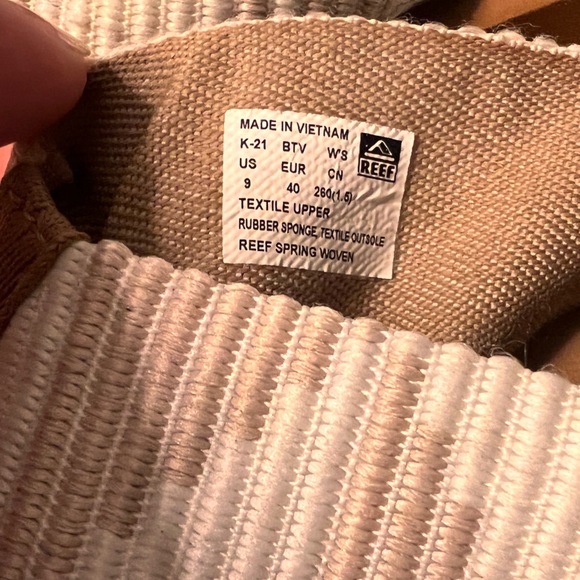 MADE IN VIETNAM
K-21 BTV W'S
REEF
US EUR CN
9 40 260(1.5)
TEXTILE UPPER
RUBBER SPONGE, TEXTILE OUTSOLE
REEF SPRING WOVEN